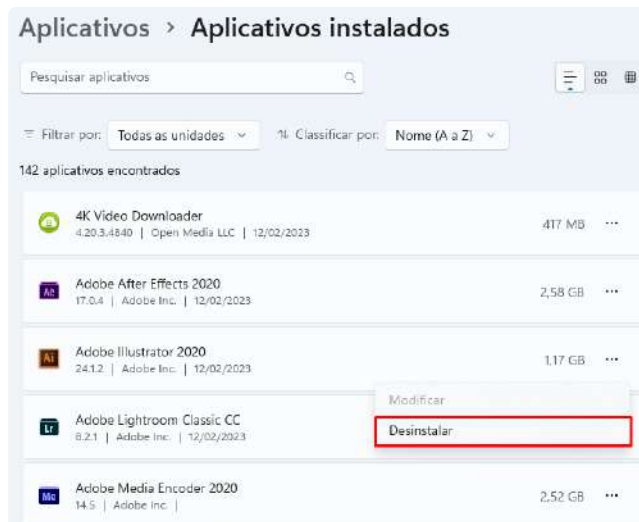 Aplicativos > Aplicativos instalados
Pesquisar aplicativos
Filtrar por: Todas as unidades Classificar por: Nome (A a Z)
142 aplicativos encontrados
4K Video Downloader
417 MB
4.20.3.4840 | Open Media LLC | 12/02/2023
Ae
Adobe After Effects 2020
2,58 GB
17.0.4 | Adobe Inc. | 12/02/2023
Ai
Adobe Illustrator 2020
1,17 GB
24.1.2 | Adobe Inc. | 12/02/2023
Modificar
Lr
Adobe Lightroom Classic CC
8.2.1 | Adobe Inc. | 12/02/2023
Desinstalar
Me
Adobe Media Encoder 2020
2,52 GB
14.5 | Adobe Inc. |